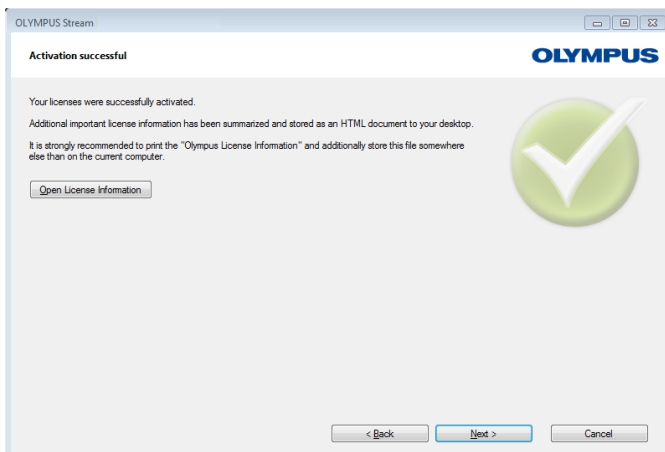 OLYMPUS Stream
Activation successful
OLYMPUS
Your licenses were successfully activated.
Additional important license information has been summarized and stored as an HTML document to your desktop.
It is strongly recommended to print the "Olympus License Information" and additionally store this file somewhere
else than on the current computer.
Open License Information
< Back
Next >
Cancel